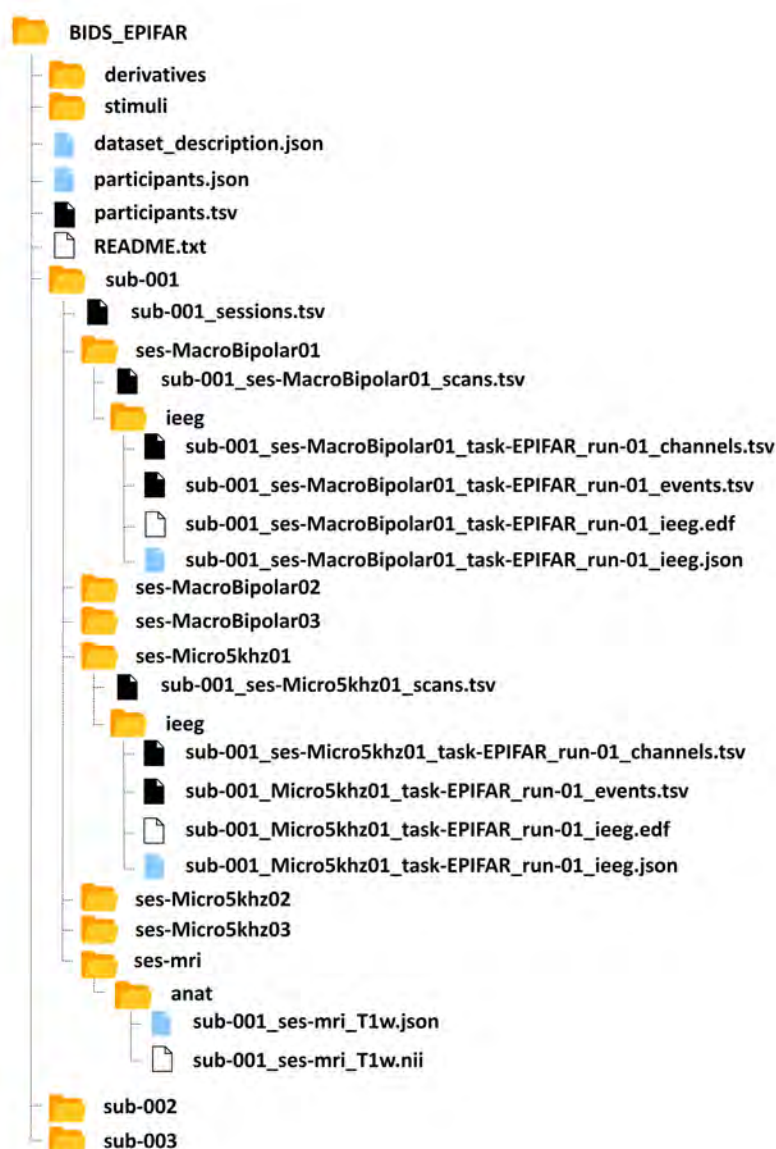 BIDS_EPIFAR
derivatives
stimuli
dataset_description.json
participants.json
participants.tsv
README.txt
sub-001
sub-001_sessions.tsv
ses-MacroBipolar01
sub-001_ses-MacroBipolar01_scans.tsv
ieeg
sub-001_ses-MacroBipolar01_task-EPIFAR_run-01_channels.tsv
sub-001_ses-MacroBipolar01_task-EPIFAR_run-01_events.tsv
sub-001_ses-MacroBipolar01_task-EPIFAR_run-01_ieeg.edf
sub-001_ses-MacroBipolar01_task-EPIFAR_run-01_ieeg.json
ses-MacroBipolar02
ses-MacroBipolar03
ses-Micro5khz01
sub-001_ses-Micro5khz01_scans.tsv
ieeg
sub-001_ses-Micro5khz01_task-EPIFAR_run-01_channels.tsv
sub-001_Micro5khz01_task-EPIFAR_run-01_events.tsv
sub-001_Micro5khz01_task-EPIFAR_run-01_ieeg.edf
sub-001_Micro5khz01_task-EPIFAR_run-01_ieeg.json
ses-Micro5khz02
ses-Micro5khz03
ses-mri
anat
sub-001_ses-mri_T1w.json
sub-001_ses-mri_T1w.nii
sub-002
sub-003